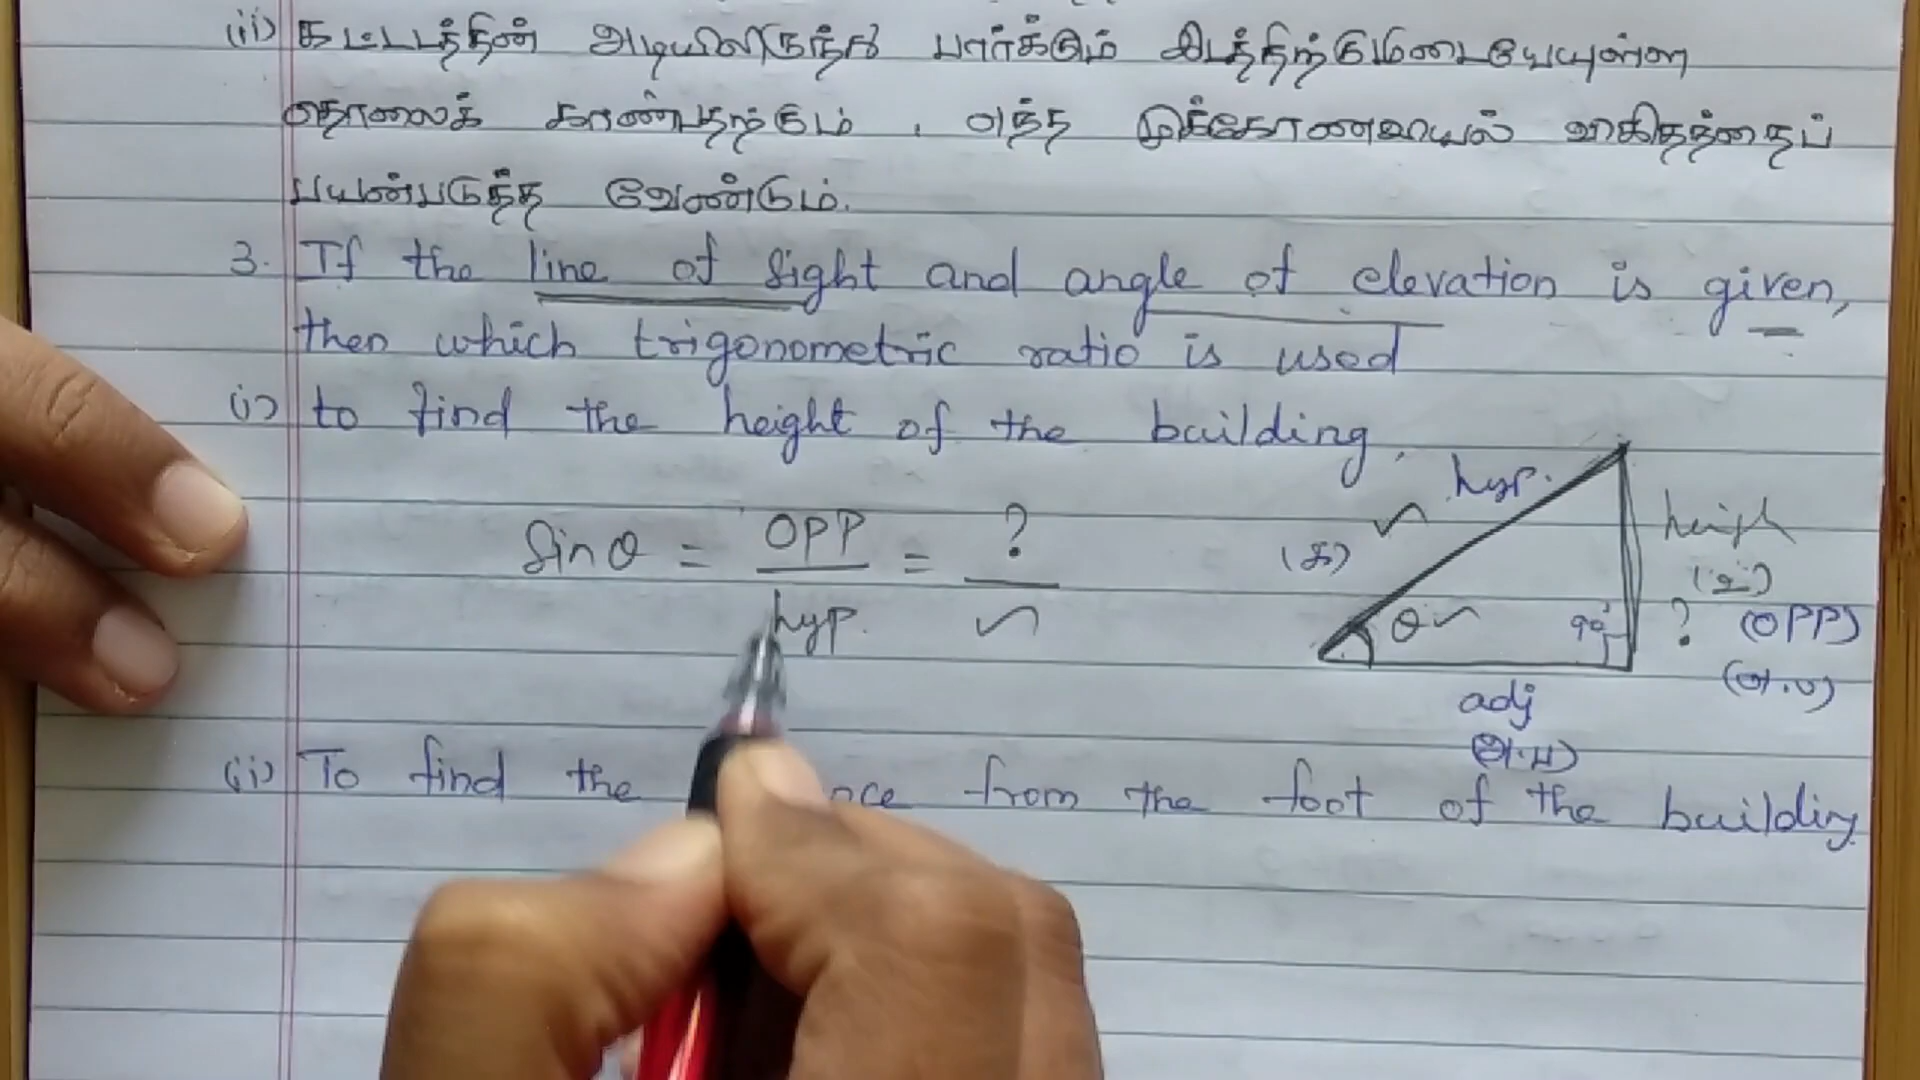 (ii) கட்டடத்தின் அடியிலிருந்து பார்க்கும் இடத்திற்குமிடையேயுள்ள
தொலைக் காண்பதற்கும், எந்த முக்கோணவியல் விகிதத்தைப்
பயன்படுத்த வேண்டும்.
3. If the line of sight and angle of elevation is given,
then which trigonometric ratio is used
(i) to find the height of the building.
Sin θ = OPP / hyp. = ?
hyp.
(க)
θ
90°
heigh
(உ)
? (OPP)
(எ.ப)
adj
(அ.ப)
(ii) To find the nce from the foot of the building